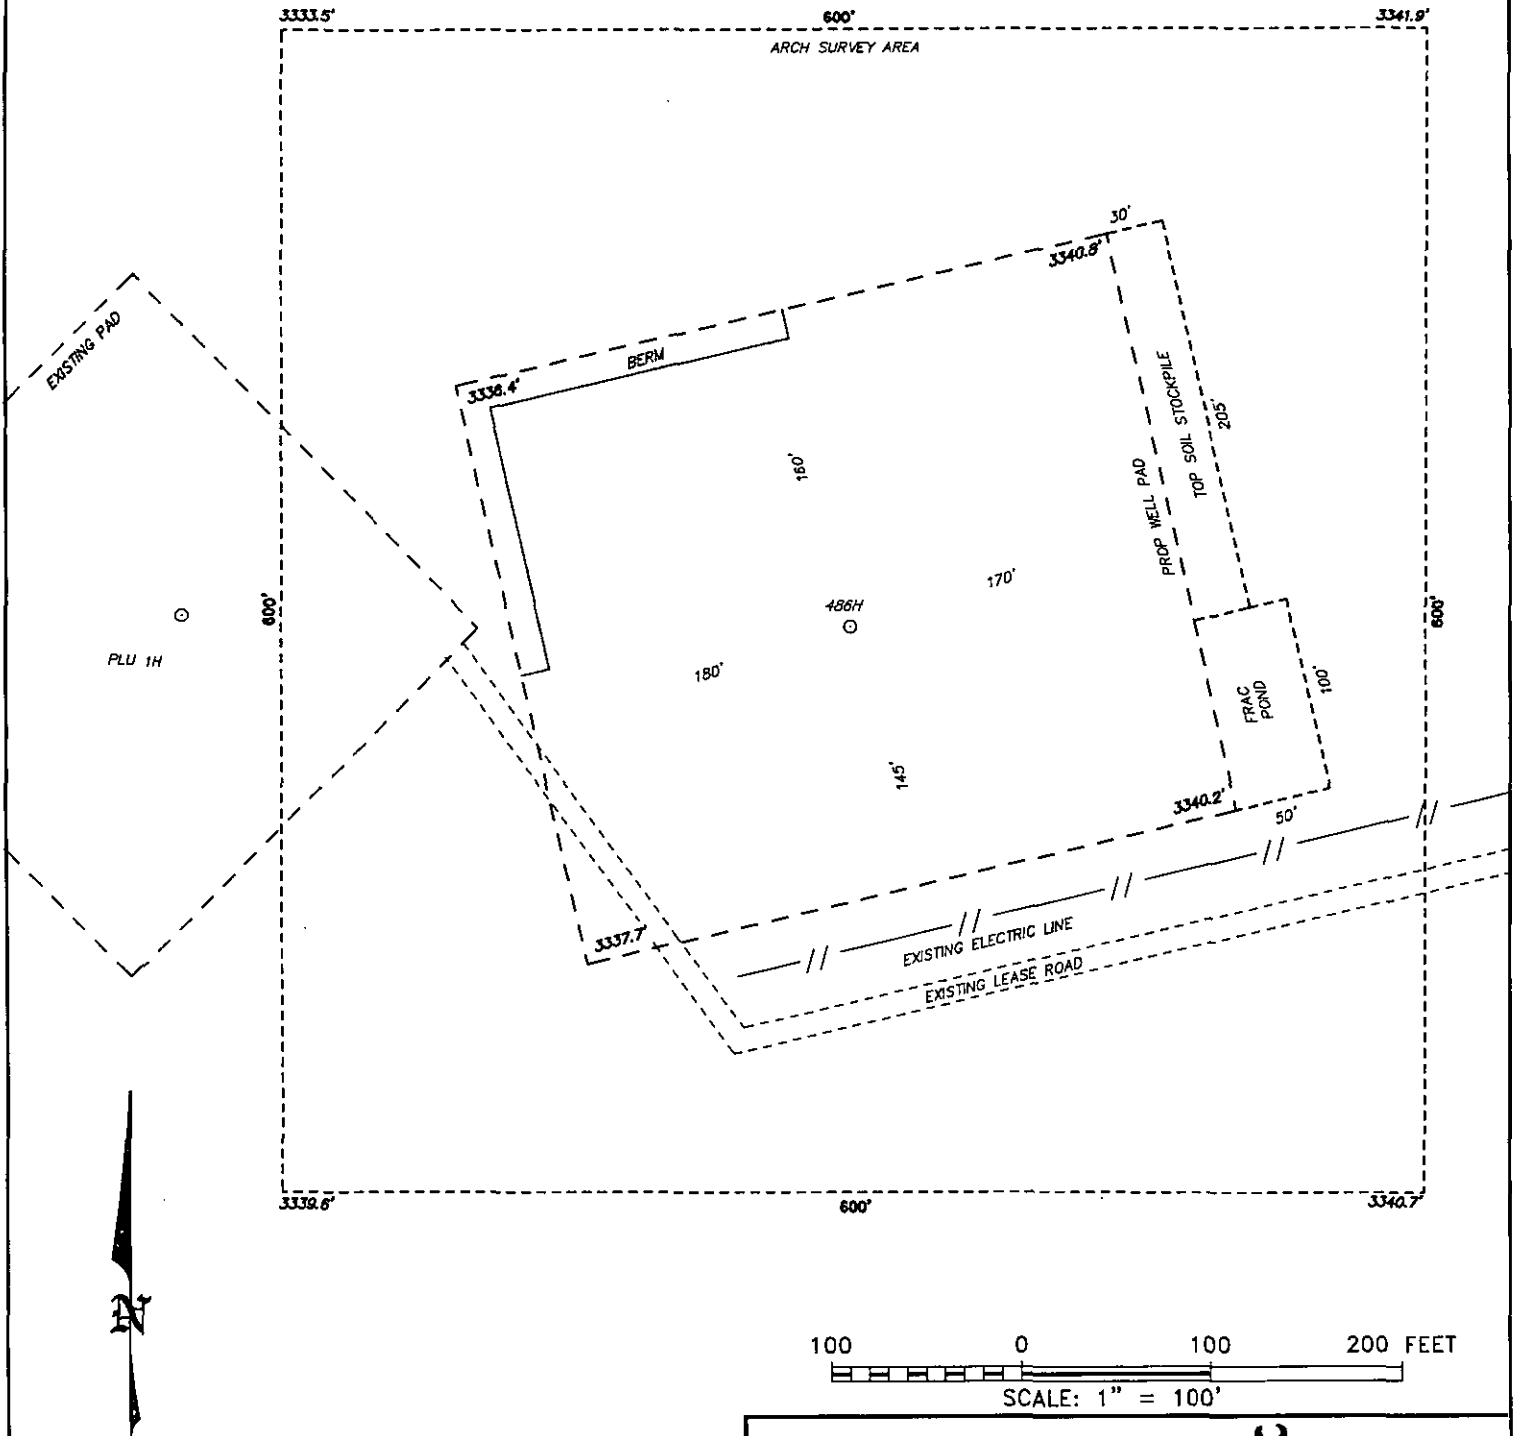 3333.5'
600'
3341.9'
ARCH SURVEY AREA
30'
3340.8'
EXISTING PAD
BERM
3336.4'
TOP SOIL STOCKPILE
205'
160'
PROP WELL PAD
170'
486H
600'
600'
PLU 1H
180'
100'
FRAC
POND
145'
3340.2'
50'
3337.7'
EXISTING ELECTRIC LINE
EXISTING LEASE ROAD
3339.6'
600'
3340.7'
N
100 0 100 200 FEET
SCALE: 1" = 100'